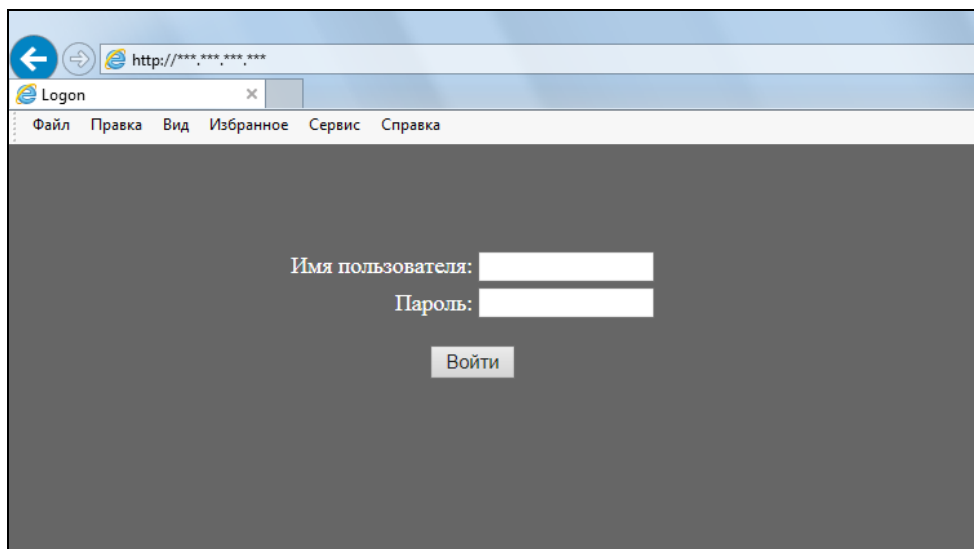 http://***.***.***.***
Logon
Файл Правка Вид Избранное Сервис Справка
Имя пользователя:
Пароль:
Войти